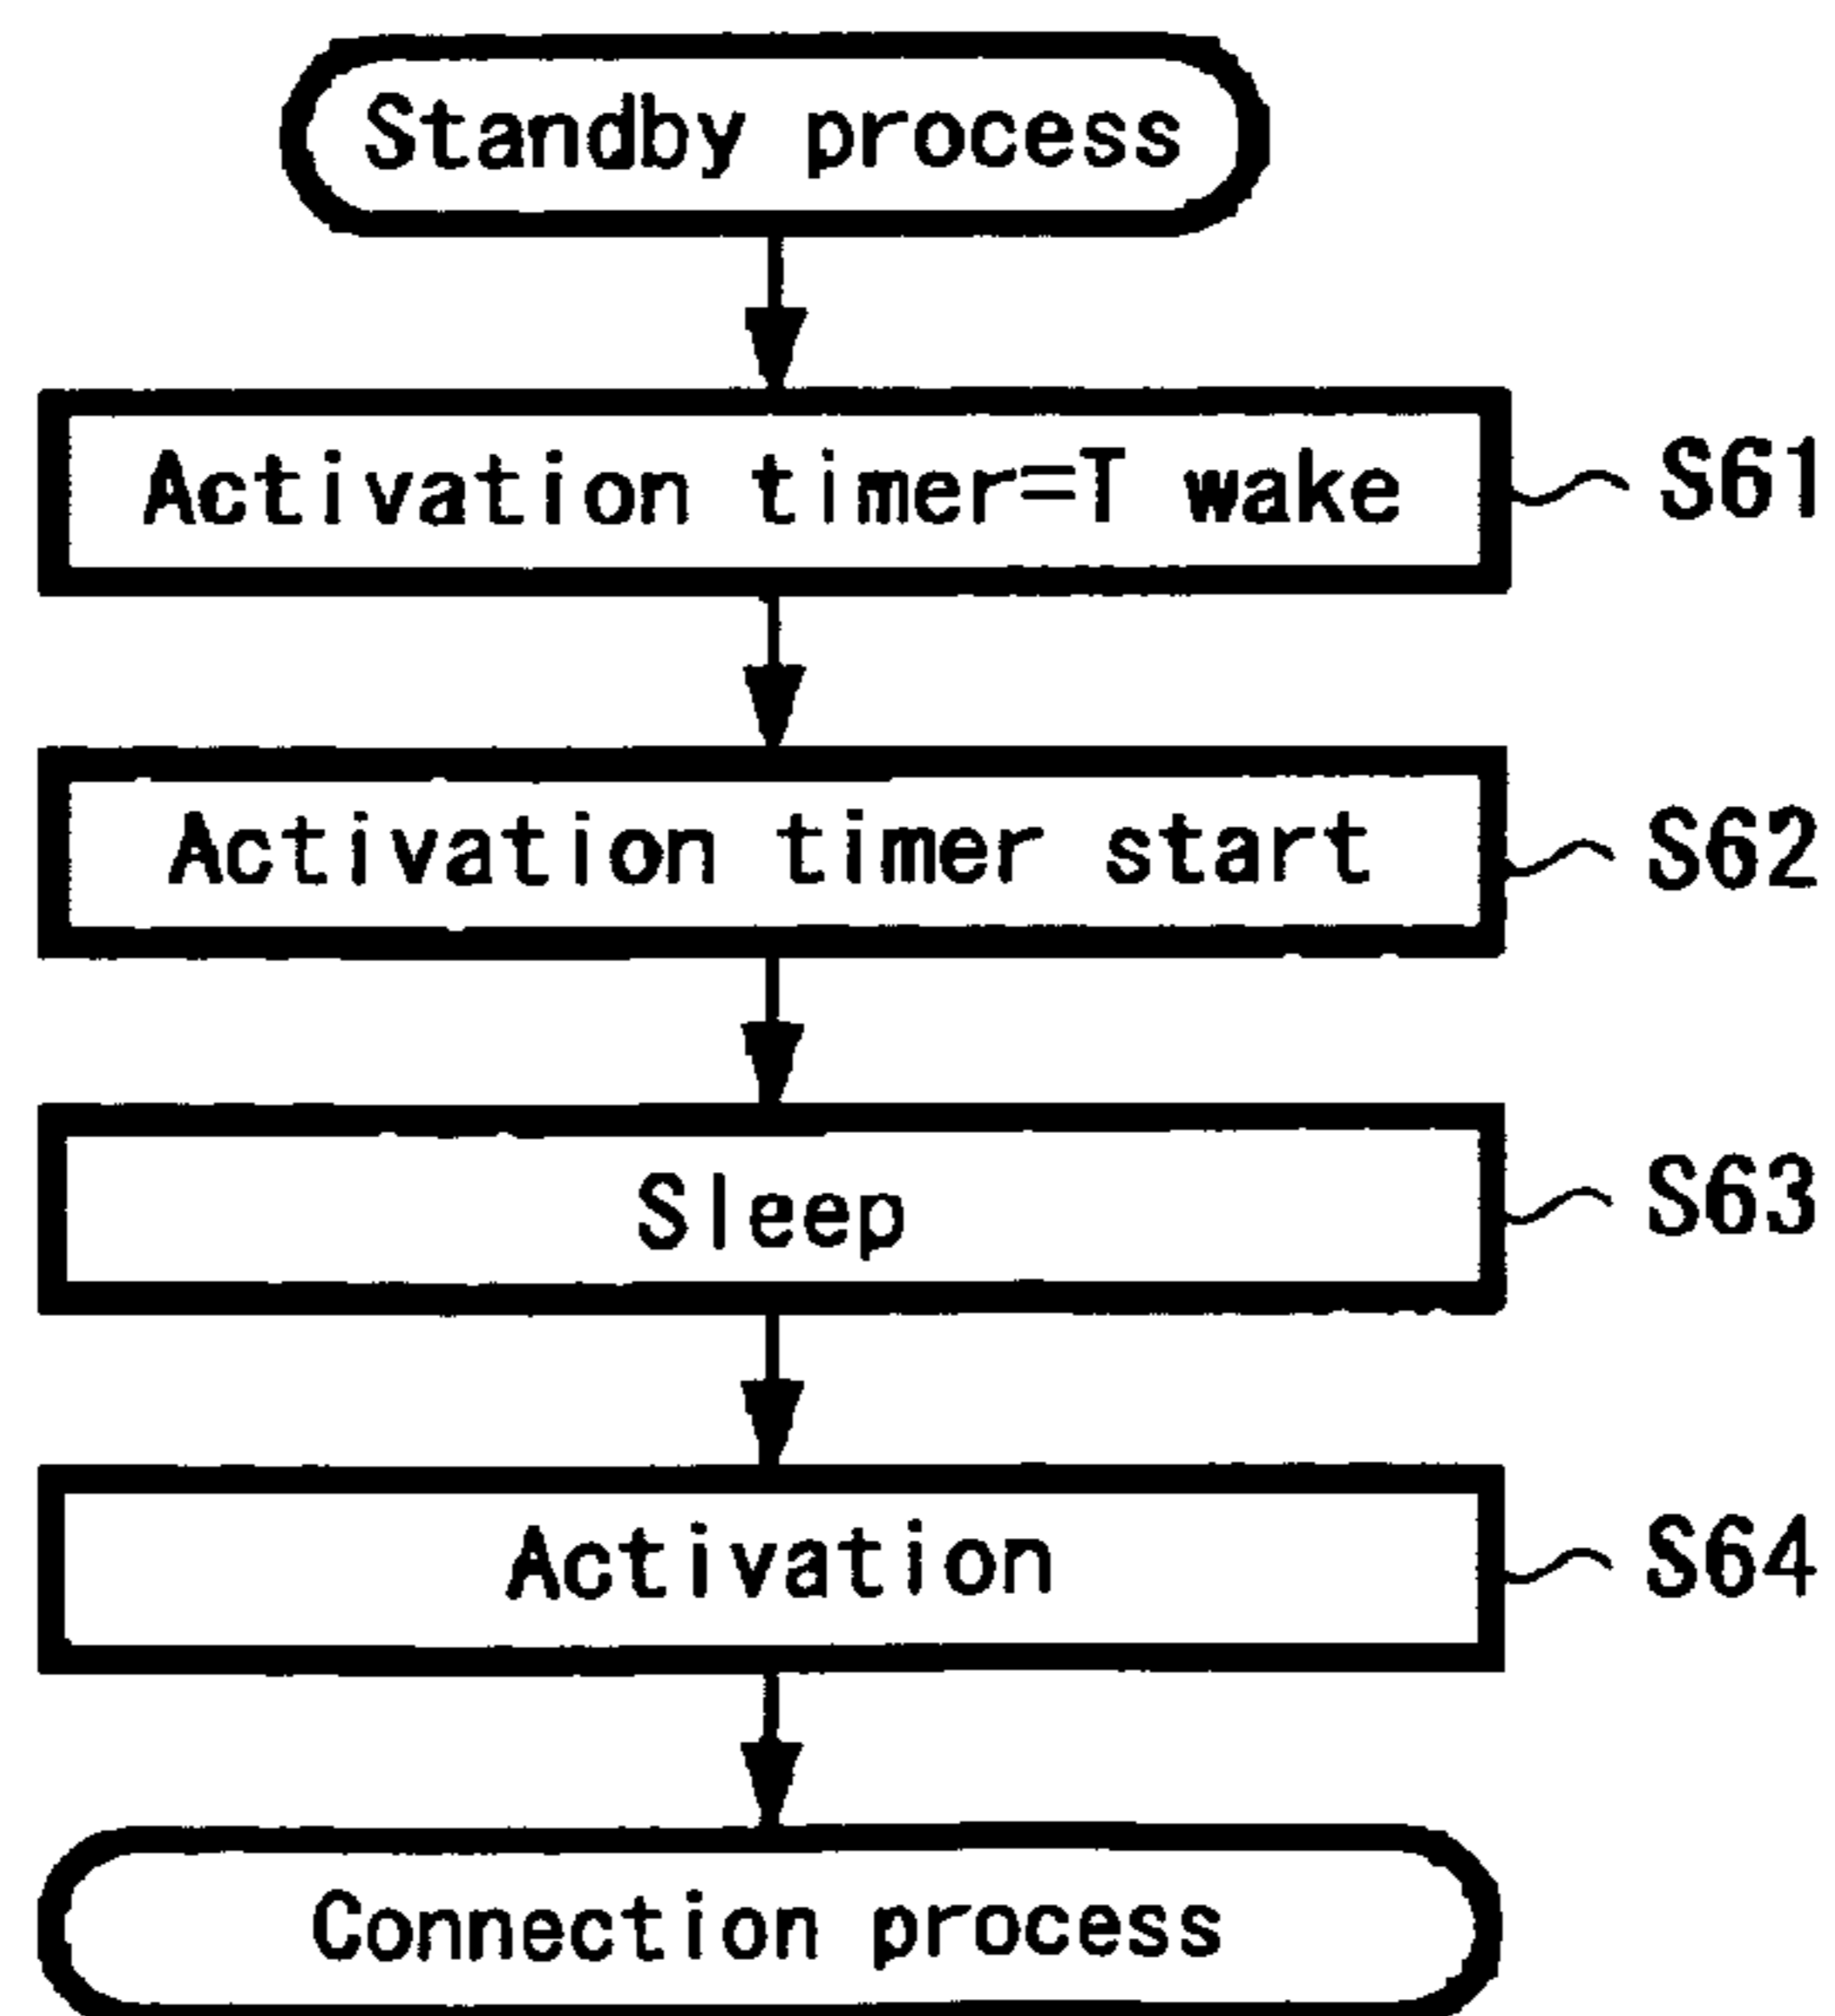 Standby process
Activation timer=T wake S61
Activation timer start S62
Sleep S63
Activation S64
Connection process